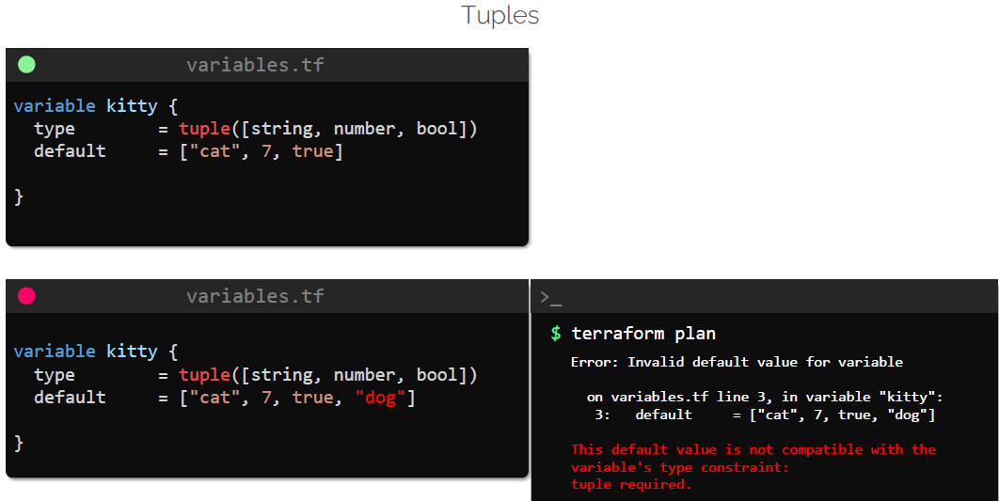 Tuples
variables.tf
variable kitty {
  type        = tuple([string, number, bool])
  default     = ["cat", 7, true]
}
variables.tf
variable kitty {
  type        = tuple([string, number, bool])
  default     = ["cat", 7, true, "dog"]
}
>_
$ terraform plan
Error: Invalid default value for variable
  on variables.tf line 3, in variable "kitty":
   3:   default     = ["cat", 7, true, "dog"]
This default value is not compatible with the
variable's type constraint:
tuple required.